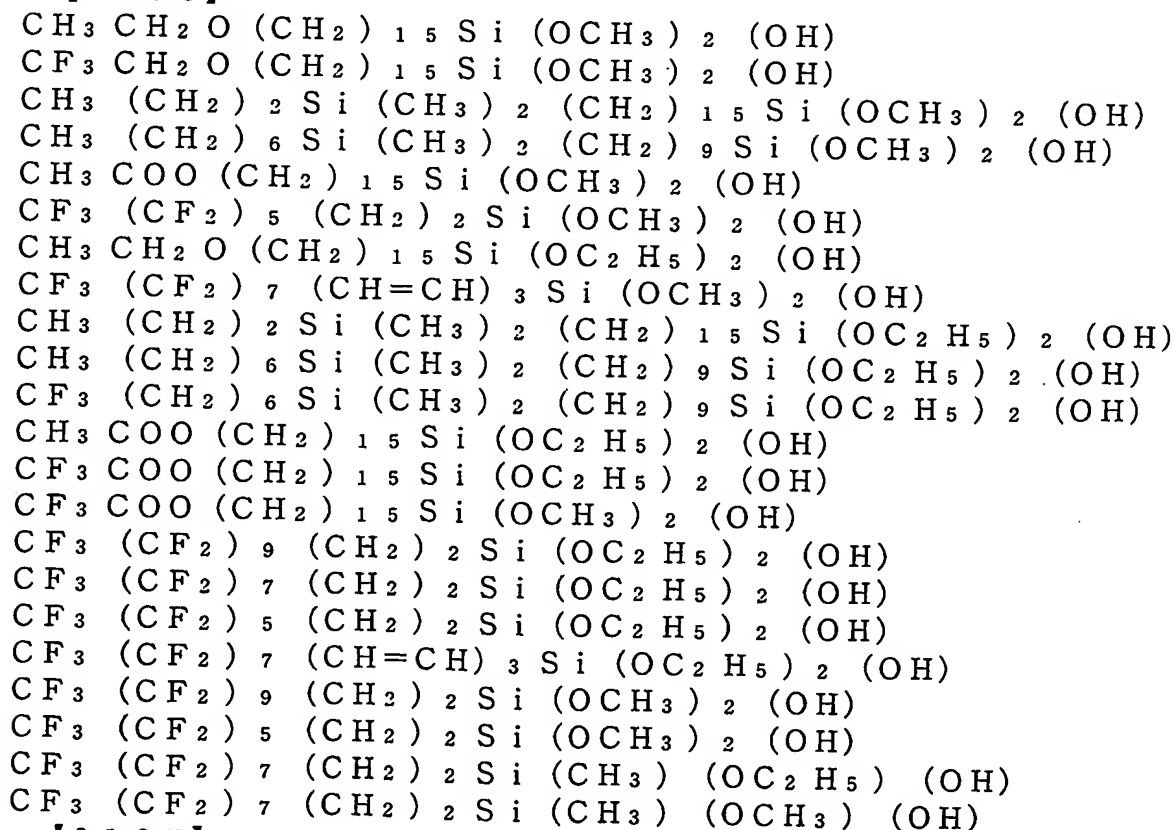 CH₃CH₂O(CH₂)₁₅Si(OCH₃)₂(OH)
CF₃CH₂O(CH₂)₁₅Si(OCH₃)₂(OH)
CH₃(CH₂)₂Si(CH₃)₂(CH₂)₁₅Si(OCH₃)₂(OH)
CH₃(CH₂)₆Si(CH₃)₂(CH₂)₉Si(OCH₃)₂(OH)
CH₃COO(CH₂)₁₅Si(OCH₃)₂(OH)
CF₃(CF₂)₅(CH₂)₂Si(OCH₃)₂(OH)
CH₃CH₂O(CH₂)₁₅Si(OC₂H₅)₂(OH)
CF₃(CF₂)₇(CH=CH)₃Si(OCH₃)₂(OH)
CH₃(CH₂)₂Si(CH₃)₂(CH₂)₁₅Si(OC₂H₅)₂(OH)
CH₃(CH₂)₆Si(CH₃)₂(CH₂)₉Si(OC₂H₅)₂(OH)
CF₃(CH₂)₆Si(CH₃)₂(CH₂)₉Si(OC₂H₅)₂(OH)
CH₃COO(CH₂)₁₅Si(OC₂H₅)₂(OH)
CF₃COO(CH₂)₁₅Si(OC₂H₅)₂(OH)
CF₃COO(CH₂)₁₅Si(OCH₃)₂(OH)
CF₃(CF₂)₉(CH₂)₂Si(OC₂H₅)₂(OH)
CF₃(CF₂)₇(CH₂)₂Si(OC₂H₅)₂(OH)
CF₃(CF₂)₅(CH₂)₂Si(OC₂H₅)₂(OH)
CF₃(CF₂)₇(CH=CH)₃Si(OC₂H₅)₂(OH)
CF₃(CF₂)₉(CH₂)₂Si(OCH₃)₂(OH)
CF₃(CF₂)₅(CH₂)₂Si(OCH₃)₂(OH)
CF₃(CF₂)₇(CH₂)₂Si(CH₃)(OC₂H₅)(OH)
CF₃(CF₂)₇(CH₂)₂Si(CH₃)(OCH₃)(OH)